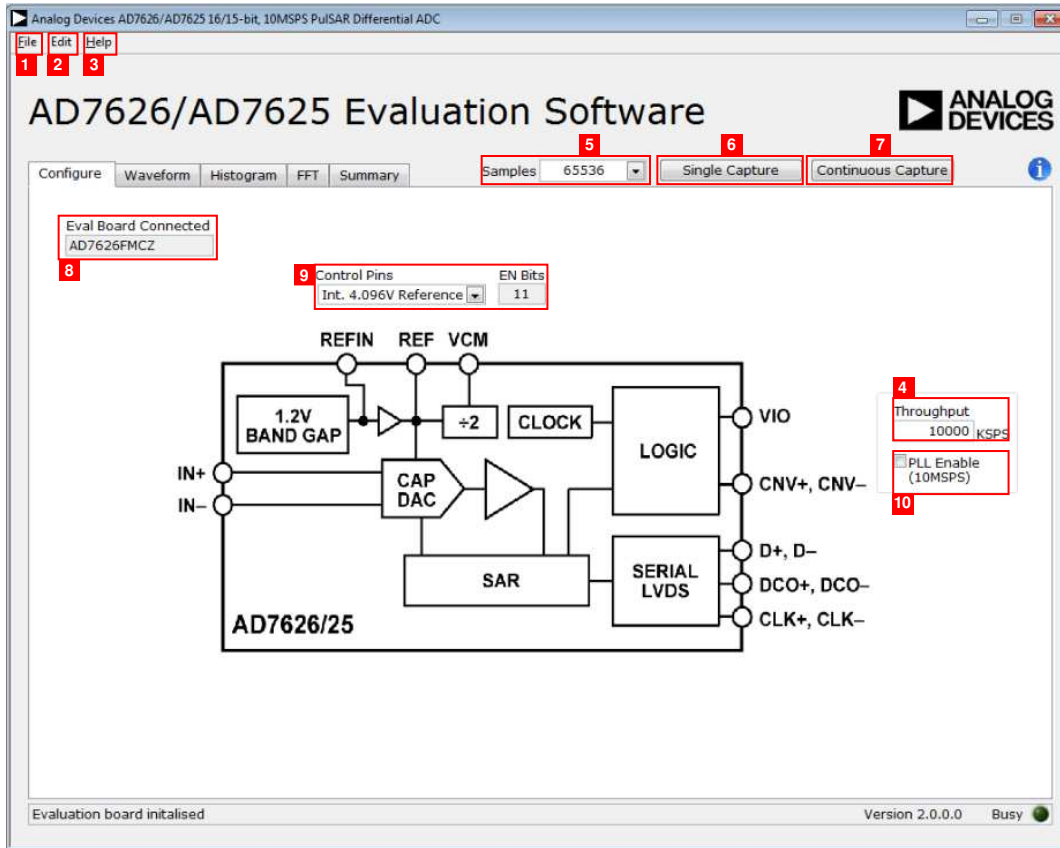 Analog Devices AD7626/AD7625 16/15-bit, 10MSPS PulSAR Differential ADC
File Edit Help
1 2 3
AD7626/AD7625 Evaluation Software
ANALOG
DEVICES
5 6 7
Configure Waveform Histogram FFT Summary Samples 65536 Single Capture Continuous Capture i
Eval Board Connected
AD7626FMCZ
8
9 Control Pins EN Bits
Int. 4.096V Reference 11
REFIN REF VCM
1.2V
BAND GAP
÷2
CLOCK
LOGIC
VIO
4
Throughput
10000 KSPS
IN+
IN–
CAP
DAC
CNV+, CNV–
PLL Enable
(10MSPS)
10
SAR
SERIAL
LVDS
D+, D–
DCO+, DCO–
CLK+, CLK–
AD7626/25
Evaluation board initalised Version 2.0.0.0 Busy